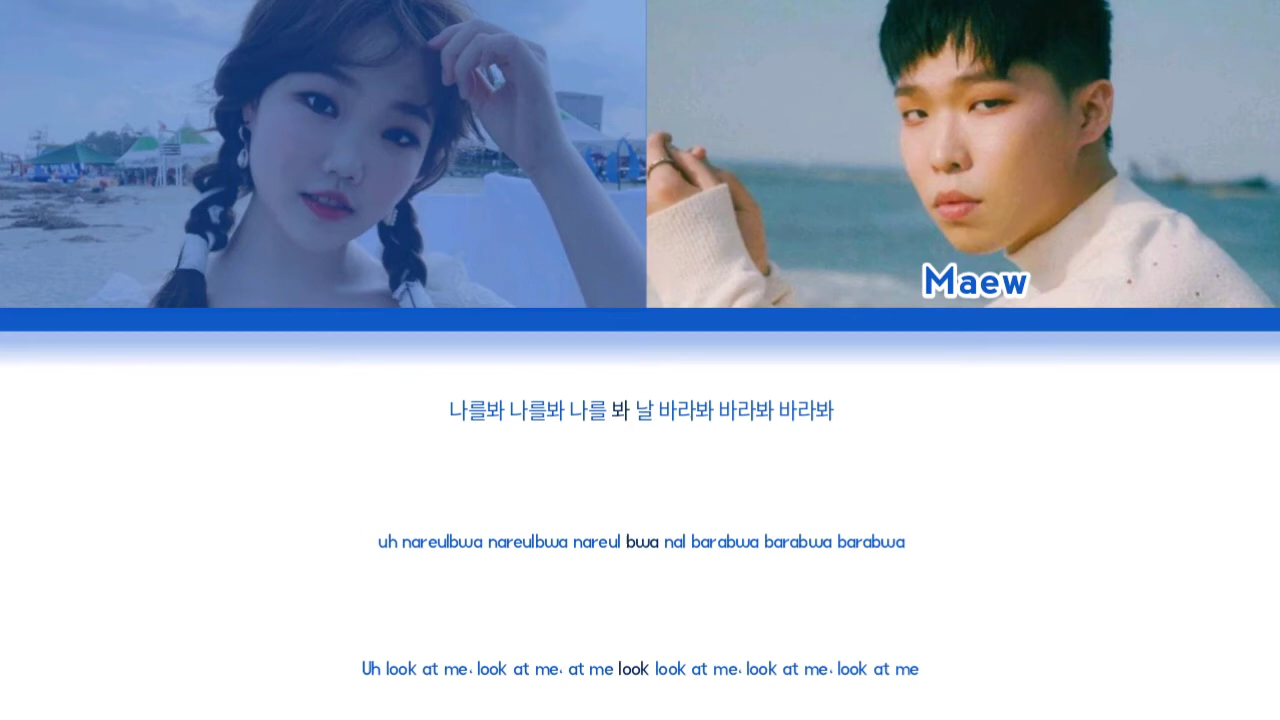 Maew
나를봐 나를봐 나를 봐 날 바라봐 바라봐 바라봐
uh nareulbwa nareulbwa nareul bwa nal barabwa barabwa barabwa
Uh look at me, look at me, at me look look at me, look at me, look at me